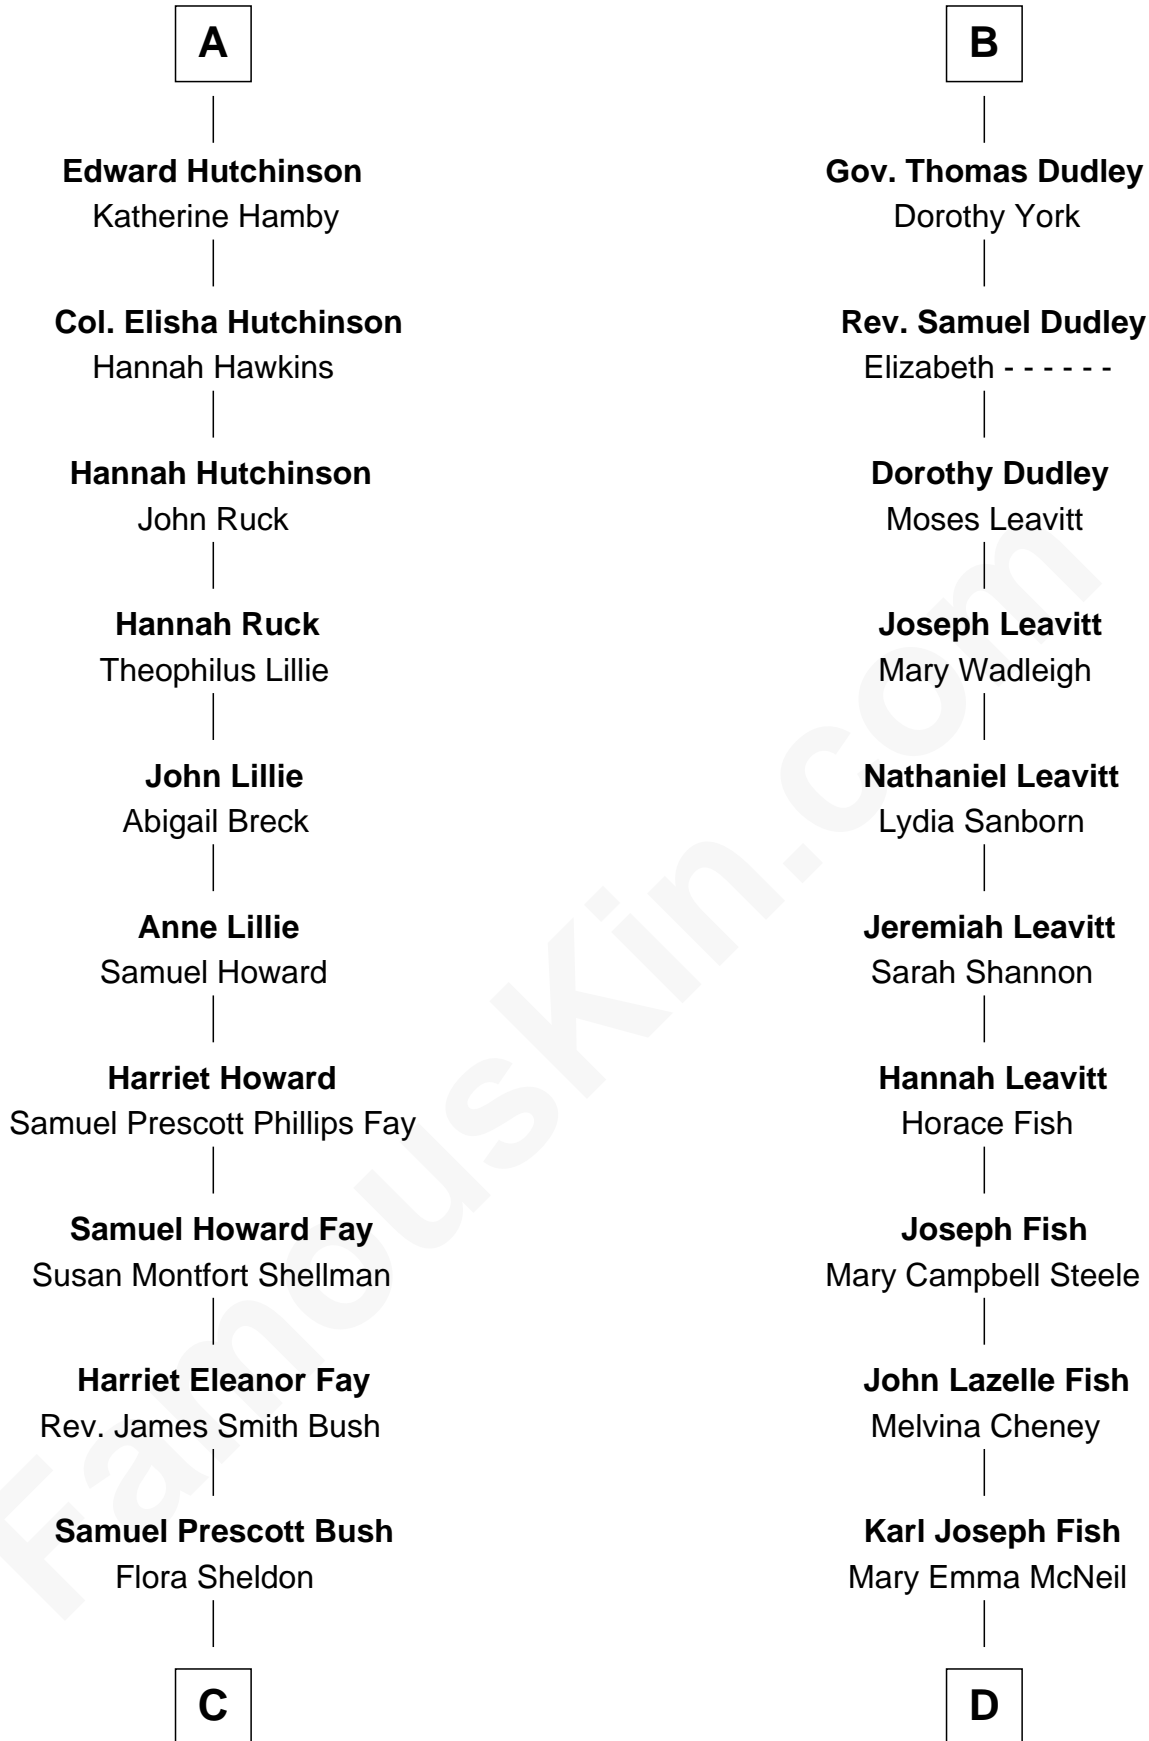 A
Edward Hutchinson
Katherine Hamby
Col. Elisha Hutchinson
Hannah Hawkins
Hannah Hutchinson
John Ruck
Hannah Ruck
Theophilus Lillie
John Lillie
Abigail Breck
Anne Lillie
Samuel Howard
Harriet Howard
Samuel Prescott Phillips Fay
Samuel Howard Fay
Susan Montfort Shellman
Harriet Eleanor Fay
Rev. James Smith Bush
Samuel Prescott Bush
Flora Sheldon
C
B
Gov. Thomas Dudley
Dorothy York
Rev. Samuel Dudley
Elizabeth - - - - - -
Dorothy Dudley
Moses Leavitt
Joseph Leavitt
Mary Wadleigh
Nathaniel Leavitt
Lydia Sanborn
Jeremiah Leavitt
Sarah Shannon
Hannah Leavitt
Horace Fish
Joseph Fish
Mary Campbell Steele
John Lazelle Fish
Melvina Cheney
Karl Joseph Fish
Mary Emma McNeil
D
FamousKin.com